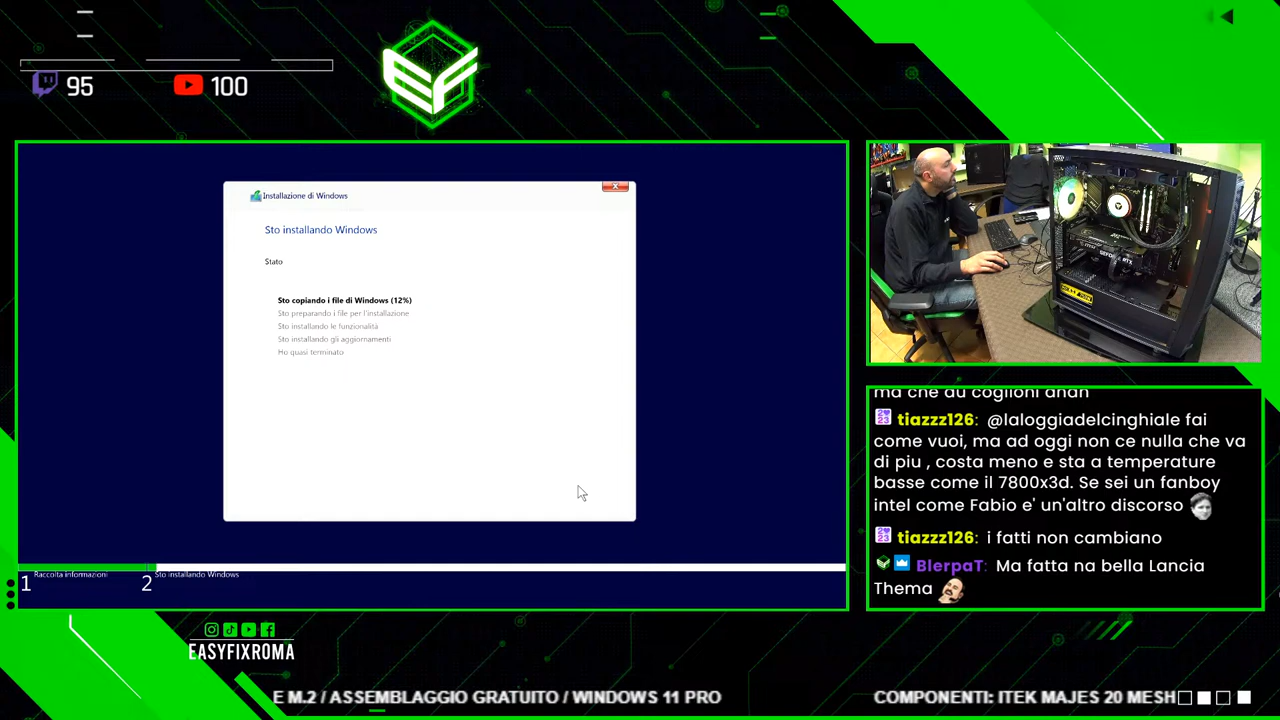 95
100
EF
Installazione di Windows
Sto installando Windows
Stato
Sto copiando i file di Windows (12%)
Sto preparando i file per l'installazione
Sto installando le funzionalità
Sto installando gli aggiornamenti
Ho quasi terminato
1 Raccolta informazioni
2 Sto installando Windows
GEFORCE RTX
tiazzz126: @laloggiadelcinghiale fai
come vuoi, ma ad oggi non ce nulla che va
di piu , costa meno e sta a temperature
basse come il 7800x3d. Se sei un fanboy
intel come Fabio e' un'altro discorso
tiazzz126: i fatti non cambiano
BlerpaT: Ma fatta na bella Lancia
Thema
EASYFIXROMA
E M.2 / ASSEMBLAGGIO GRATUITO / WINDOWS 11 PRO
COMPONENTI: ITEK MAJES 20 MESH